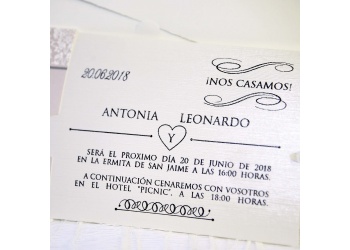 20.06.2018
¡NOS CASAMOS!
ANTONIA LEONARDO
Y
SERÁ EL PROXIMO DÍA 20 DE JUNIO DE 2018
EN LA ERMITA DE SAN JAIME A LAS 16:00 HORAS.
A CONTINUACIÓN CENAREMOS CON VOSOTROS
EN EL HOTEL "PICNIC", A LAS 18:00 HORAS.